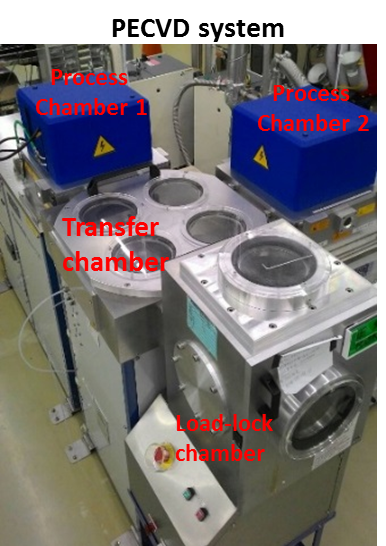 PECVD system
Process
Chamber 1
Process
Chamber 2
Transfer
chamber
Load-lock
chamber